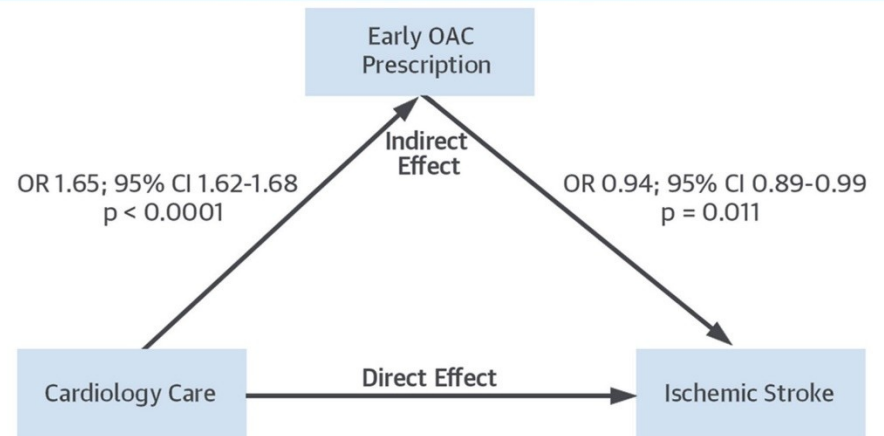 Early OAC
Prescription
Indirect
Effect
OR 1.65; 95% CI 1.62-1.68
p < 0.0001
OR 0.94; 95% CI 0.89-0.99
p = 0.011
Cardiology Care
Direct Effect
Ischemic Stroke